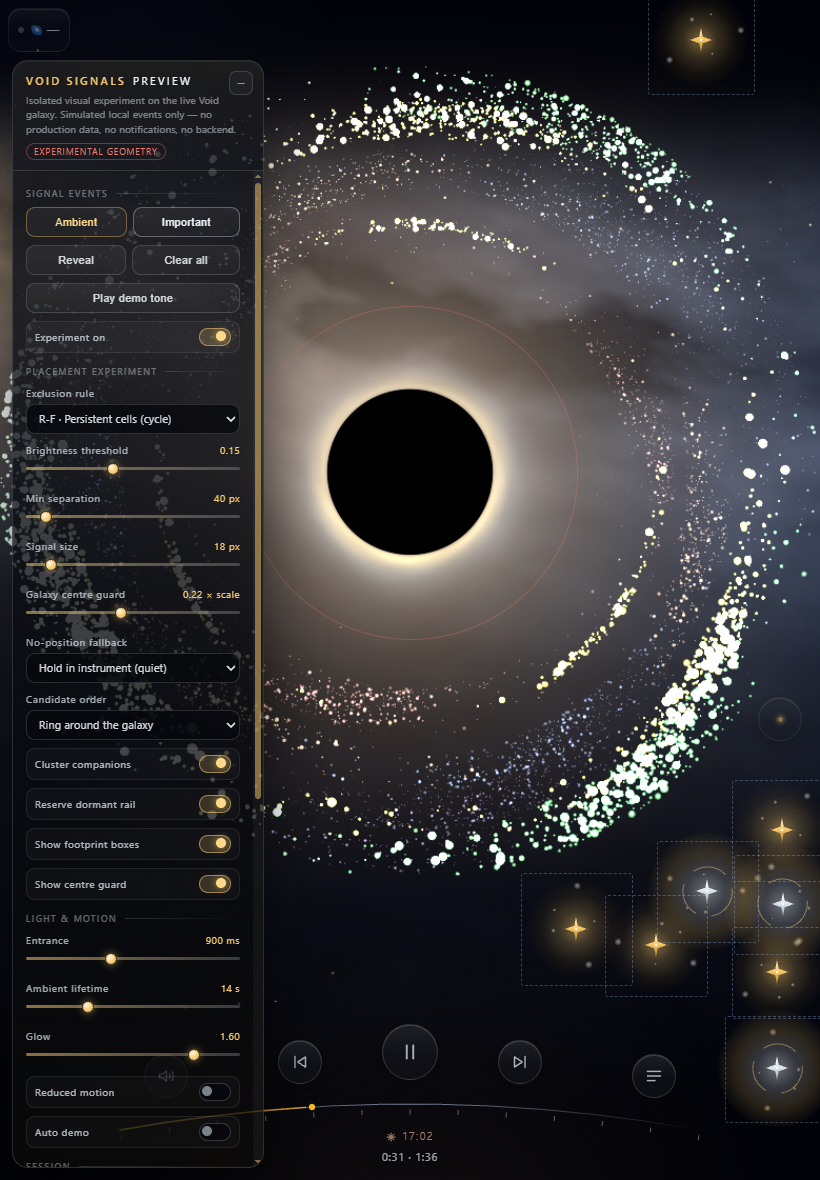 VOID SIGNALS PREVIEW
Isolated visual experiment on the live Void
galaxy. Simulated local events only — no
production data, no notifications, no backend.
EXPERIMENTAL GEOMETRY
SIGNAL EVENTS
Ambient
Important
Reveal
Clear all
Play demo tone
Experiment on
PLACEMENT EXPERIMENT
Exclusion rule
R-F · Persistent cells (cycle)
Brightness threshold 0.15
Min separation 40 px
Signal size 18 px
Galaxy centre guard 0.22 × scale
No-position fallback
Hold in instrument (quiet)
Candidate order
Ring around the galaxy
Cluster companions
Reserve dormant rail
Show footprint boxes
Show centre guard
LIGHT & MOTION
Entrance 900 ms
Ambient lifetime 14 s
Glow 1.60
Reduced motion
Auto demo
SESSION
17:02
0:31 · 1:36